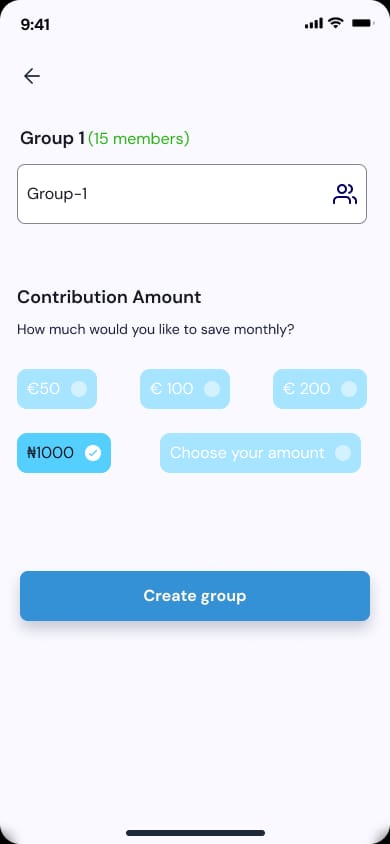 9:41
Group 1 (15 members)
Group-1
Contribution Amount
How much would you like to save monthly?
€50 € 100 € 200
₦1000 Choose your amount
Create group